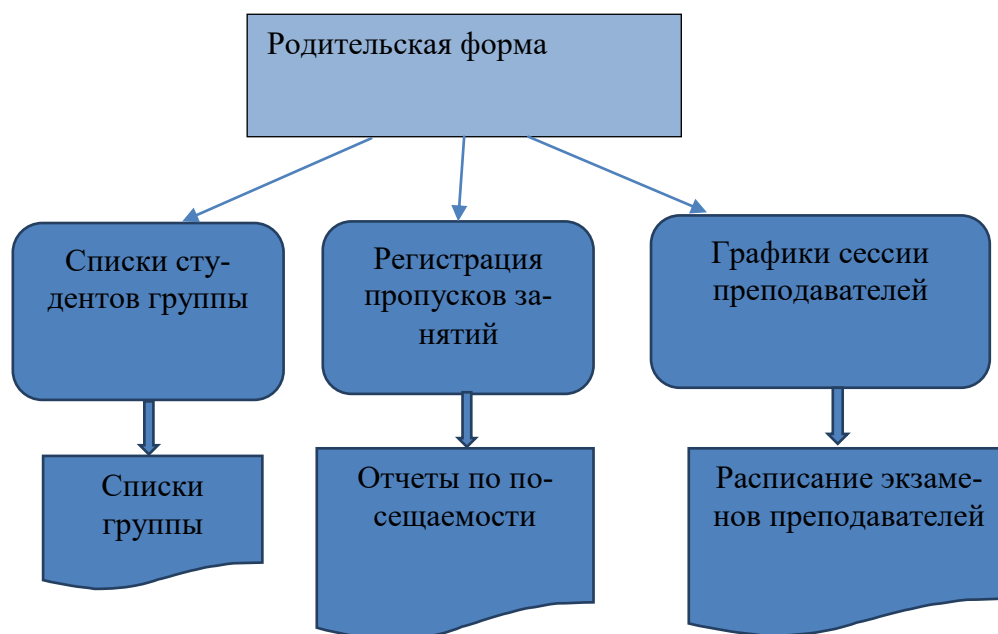 Родительская форма
Списки сту-
дентов группы
Регистрация
пропусков за-
нятий
Графики сессии
преподавателей
Списки
группы
Отчеты по по-
сещаемости
Расписание экзаме-
нов преподавателей